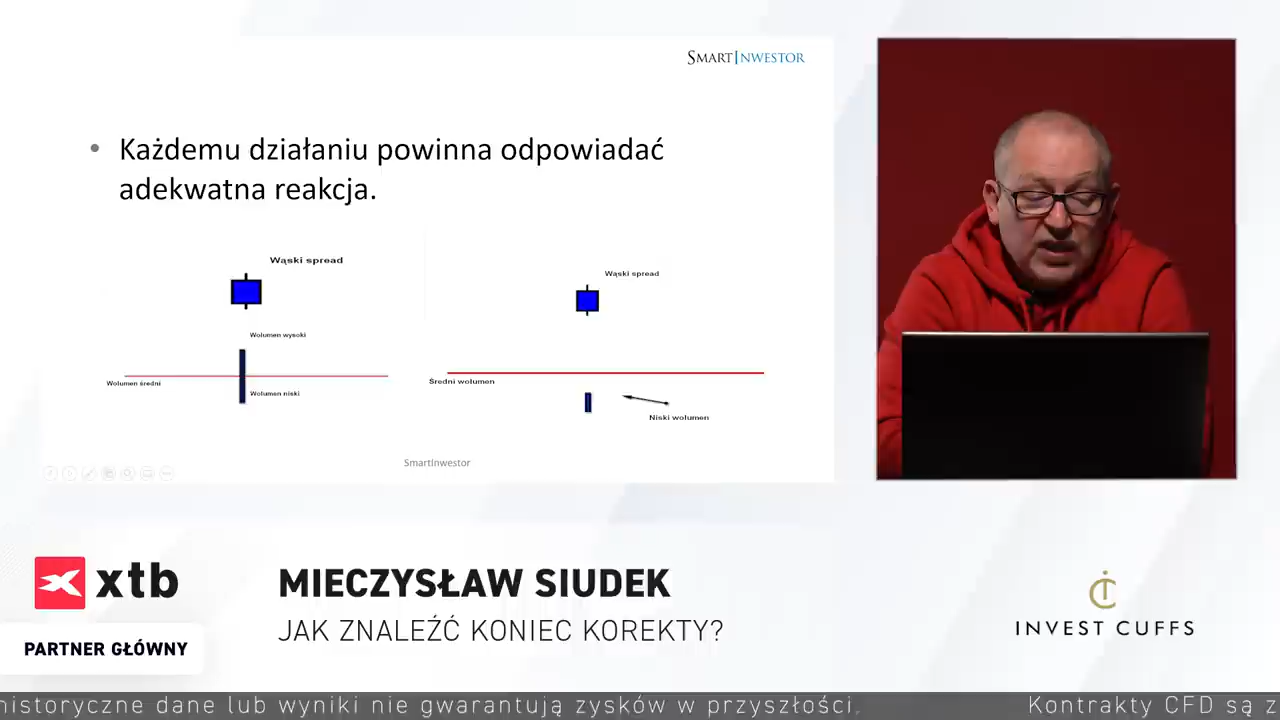 SMARTINWESTOR
• Każdemu działaniu powinna odpowiadać
adekwatna reakcja.
Wąski spread
Wąski spread
Wolumen wysoki
Wolumen średni
Wolumen niski
Średni wolumen
Niski wolumen
SmartInwestor
xtb
PARTNER GŁÓWNY
MIECZYSŁAW SIUDEK
JAK ZNALEŹĆ KONIEC KOREKTY?
INVEST CUFFS
historyczne dane lub wyniki nie gwarantują zysków w przyszłości. Kontrakty CFD są z